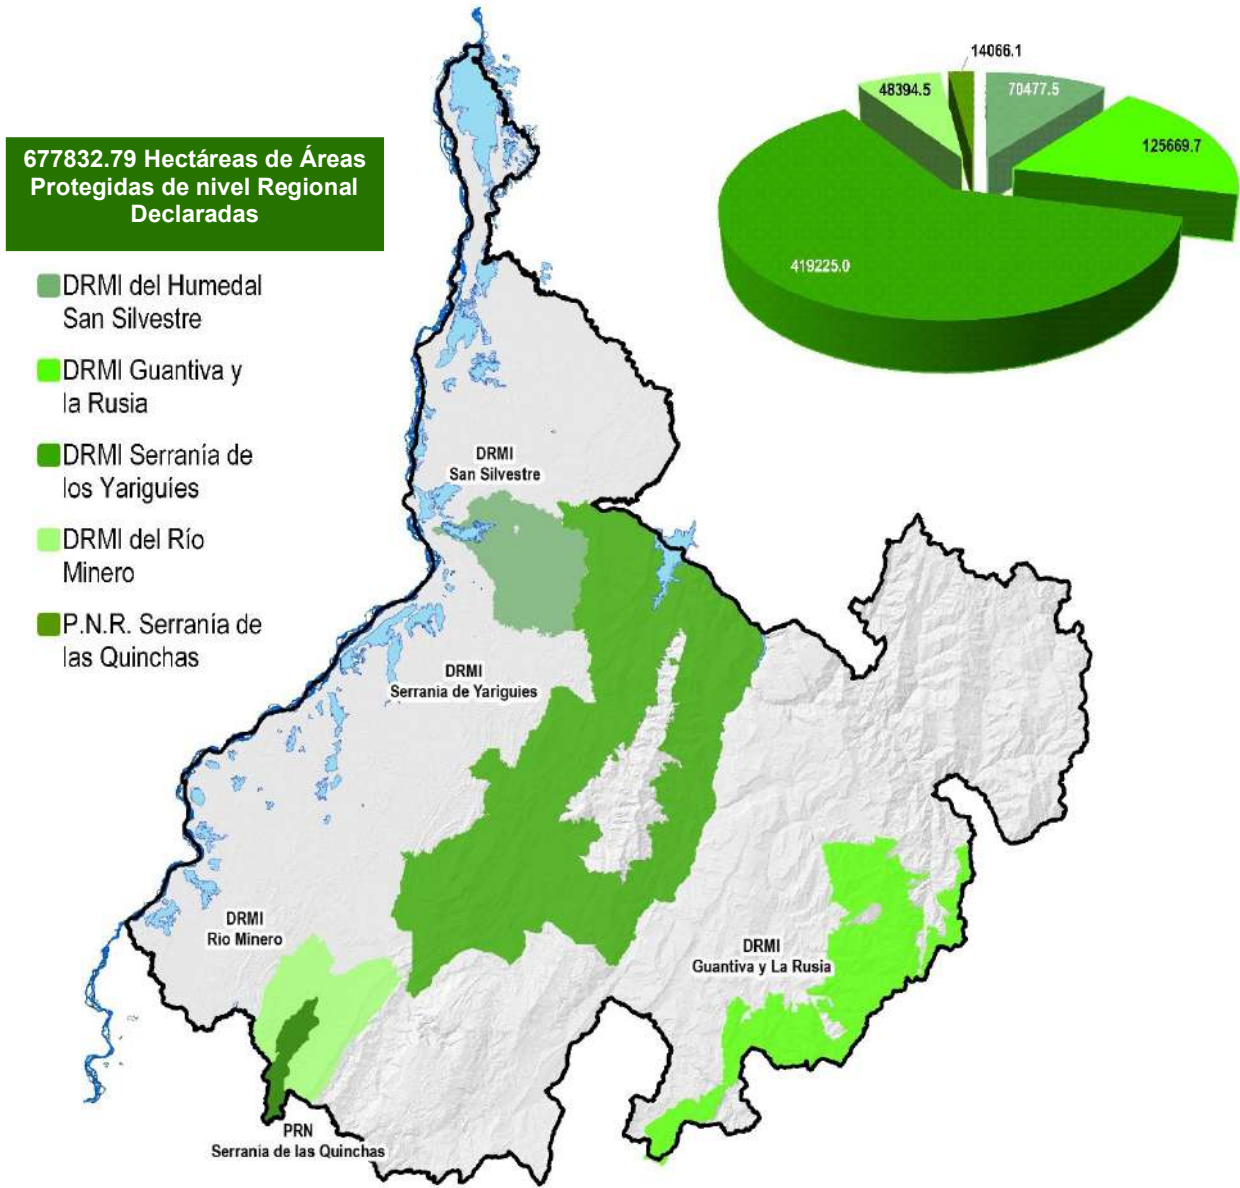 677832.79 Hectáreas de Áreas
Protegidas de nivel Regional
Declaradas
DRMI del Humedal
San Silvestre
DRMI Guantiva y
la Rusia
DRMI Serranía de
los Yariguíes
DRMI del Río
Minero
P.N.R. Serranía de
las Quinchas
14066.1
48394.5
70477.5
125669.7
419225.0
DRMI
San Silvestre
DRMI
Serrania de Yariguies
DRMI
Rio Minero
DRMI
Guantiva y La Rusia
PRN
Serrania de las Quinchas